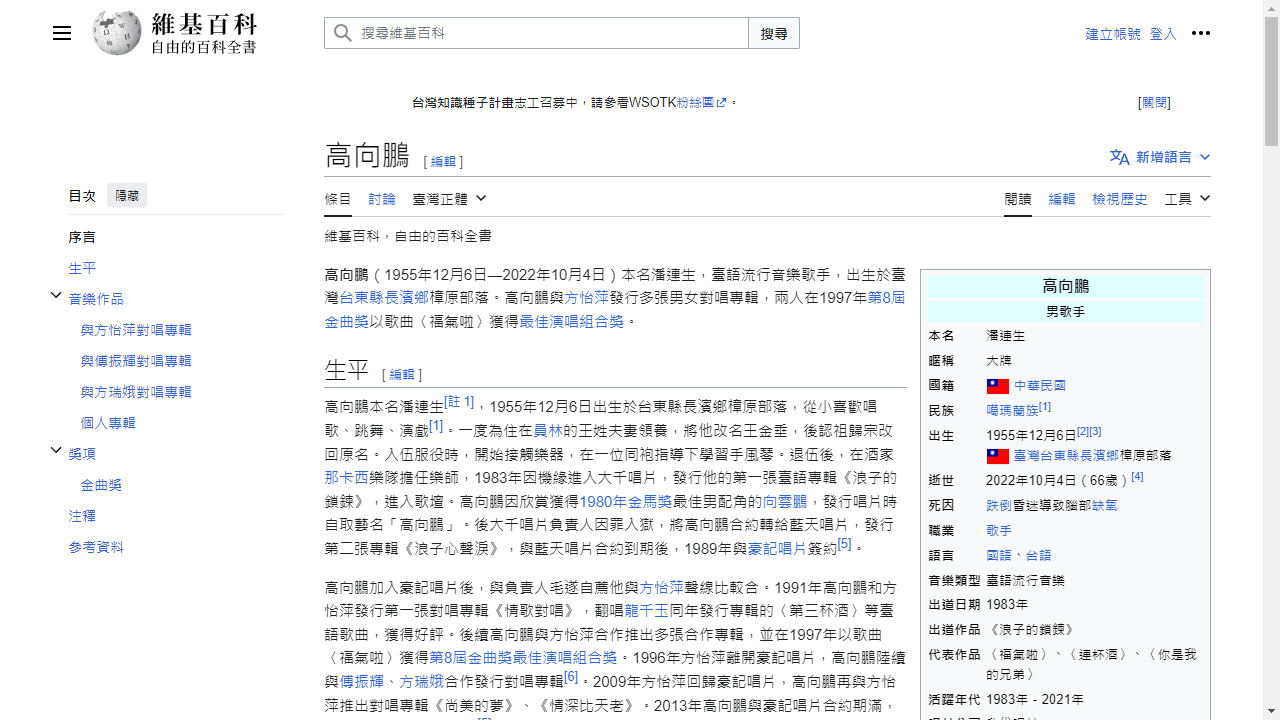 維基百科
自由的百科全書
搜尋維基百科
搜尋
建立帳號 登入
台灣知識種子計畫志工召募中，請參看WSOTK粉絲團。
[關閉]
高向鵬 [ 編輯 ]
新增語言
目次 隱藏
序言
生平
音樂作品
與方怡萍對唱專輯
與傅振輝對唱專輯
與方瑞娥對唱專輯
個人專輯
獎項
金曲獎
注釋
參考資料
條目 討論 臺灣正體
閱讀 編輯 檢視歷史 工具
維基百科，自由的百科全書
高向鵬（1955年12月6日—2022年10月4日）本名潘連生，臺語流行音樂歌手，出生於臺
灣台東縣長濱鄉樟原部落。高向鵬與方怡萍發行多張男女對唱專輯，兩人在1997年第8屆
金曲獎以歌曲〈福氣啦〉獲得最佳演唱組合獎。
生平 [ 編輯 ]
高向鵬本名潘連生[註 1]，1955年12月6日出生於台東縣長濱鄉樟原部落，從小喜歡唱
歌、跳舞、演戲[1]。一度為住在員林的王姓夫妻領養，將他改名王金垂，後認祖歸宗改
回原名。入伍服役時，開始接觸樂器，在一位同袍指導下學習手風琴。退伍後，在酒家
那卡西樂隊擔任樂師，1983年因機緣進入大千唱片，發行他的第一張臺語專輯《浪子的
鎖鍊》，進入歌壇。高向鵬因欣賞獲得1980年金馬獎最佳男配角的向雲鵬，發行唱片時
自取藝名「高向鵬」。後大千唱片負責人因罪入獄，將高向鵬合約轉給藍天唱片，發行
第二張專輯《浪子心聲淚》，與藍天唱片合約到期後，1989年與豪記唱片簽約[5]。
高向鵬加入豪記唱片後，與負責人毛遂自薦他與方怡萍聲線比較合。1991年高向鵬和方
怡萍發行第一張對唱專輯《情歌對唱》，翻唱龍千玉同年發行專輯的〈第三杯酒〉等臺
語歌曲，獲得好評。後續高向鵬與方怡萍合作推出多張合作專輯，並在1997年以歌曲
〈福氣啦〉獲得第8屆金曲獎最佳演唱組合獎。1996年方怡萍離開豪記唱片，高向鵬陸續
與傅振輝、方瑞娥合作發行對唱專輯[6]。2009年方怡萍回歸豪記唱片，高向鵬再與方怡
萍推出對唱專輯《尚美的夢》、《情深比天老》。2013年高向鵬與豪記唱片合約期滿，
高向鵬
男歌手
本名 潘連生
暱稱 大牌
國籍 中華民國
民族 噶瑪蘭族[1]
出生 1955年12月6日[2][3]
臺灣台東縣長濱鄉樟原部落
逝世 2022年10月4日（66歲）[4]
死因 跌倒昏迷導致腦部缺氧
職業 歌手
語言 國語、台語
音樂類型 臺語流行音樂
出道日期 1983年
出道作品 《浪子的鎖鍊》
代表作品 〈福氣啦〉、〈連杯酒〉、〈你是我
的兄弟〉
活躍年代 1983年 - 2021年